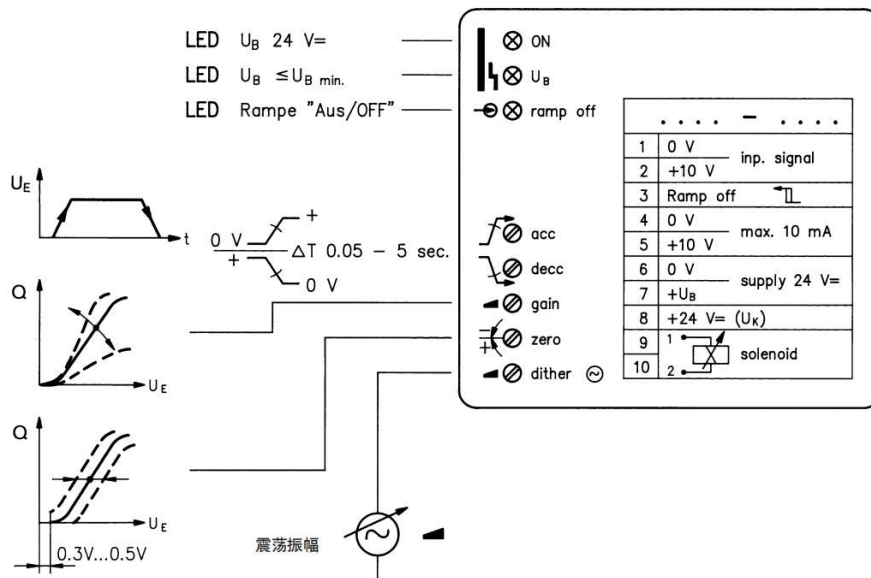 LED U_B 24 V=
LED U_B ≤U_B min.
LED Rampe "Aus/OFF"
ON
U_B
ramp off
.... – ....
1 0 V
2 +10 V
inp. signal
3 Ramp off
4 0 V
5 +10 V
max. 10 mA
6 0 V
7 +U_B
supply 24 V=
8 +24 V= (U_K)
9 1
10 2
solenoid
U_E
t
0 V +
+ 0 V
ΔT 0.05 – 5 sec.
acc
decc
gain
zero
dither
Q
U_E
Q
U_E
0.3V...0.5V
震荡振幅